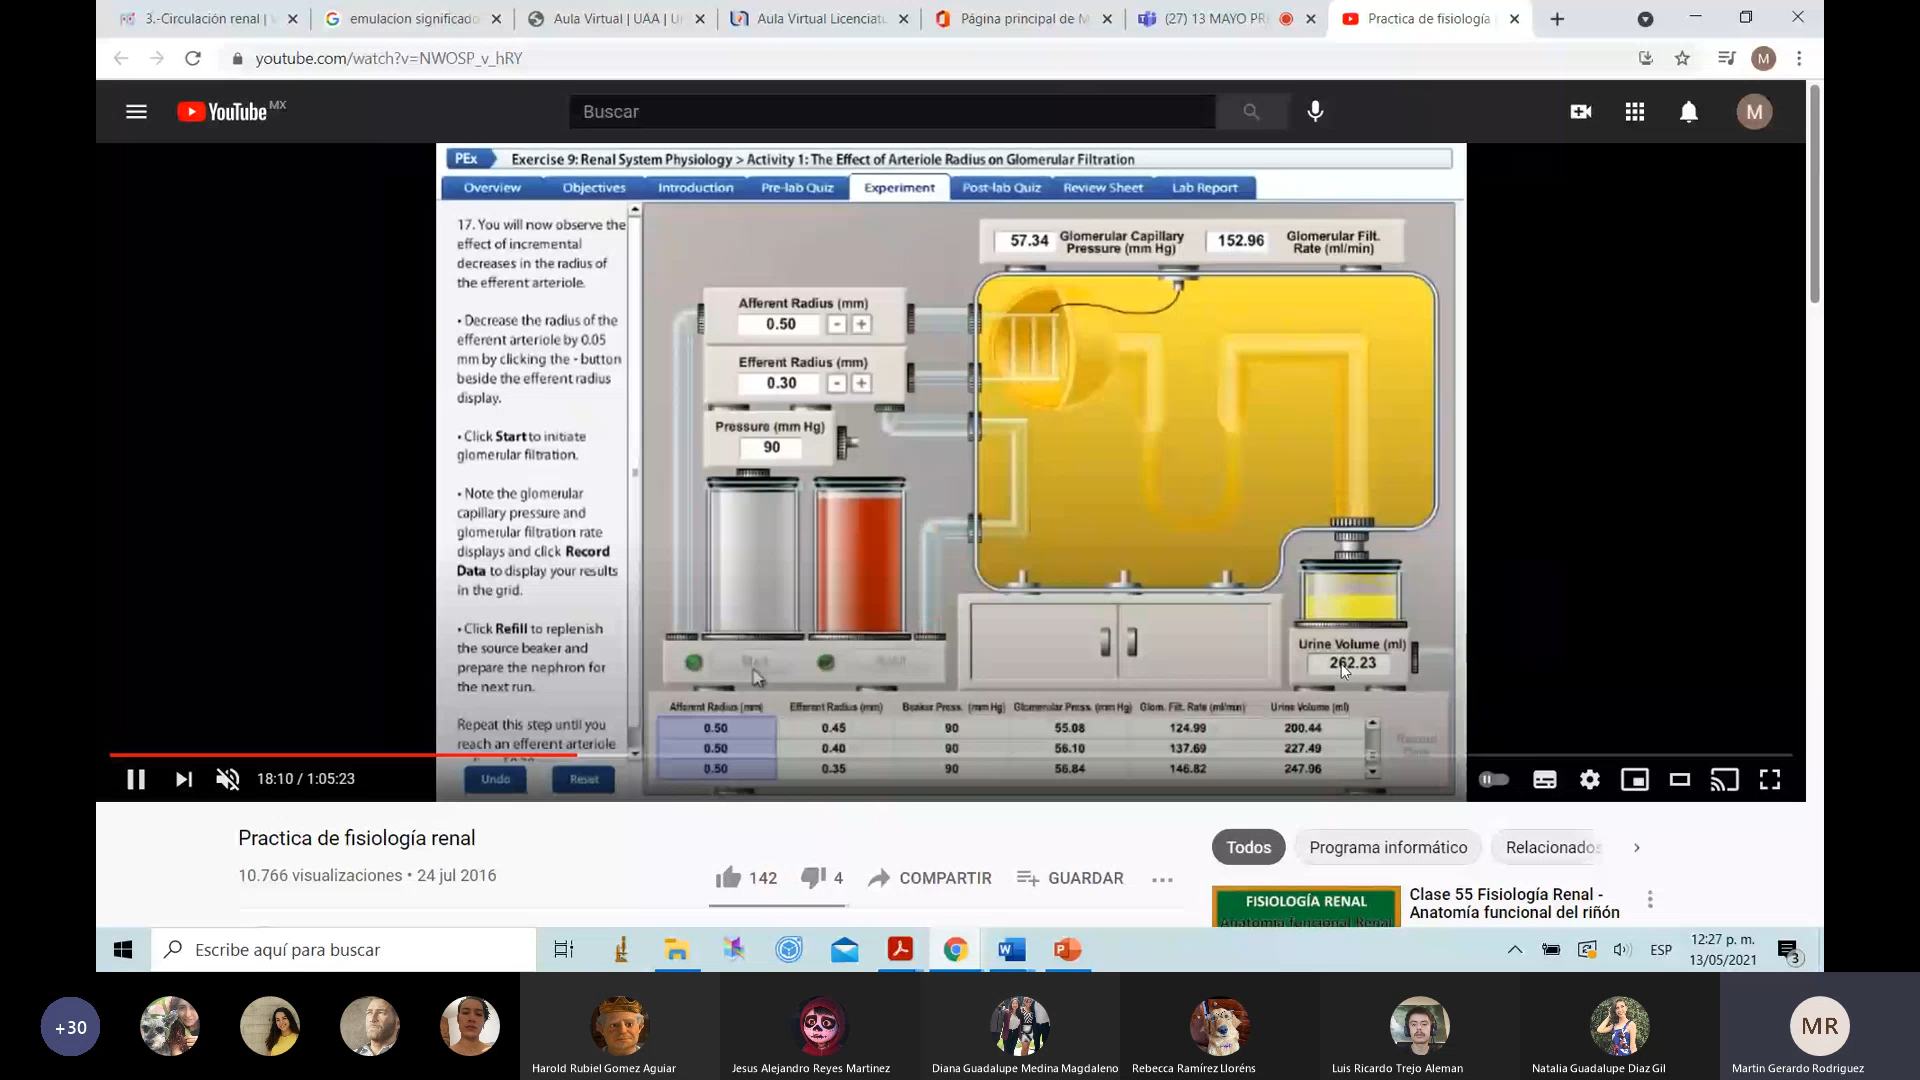 3.-Circulación renal |
emulacion significado
Aula Virtual | UAA | U
Aula Virtual Licenciatu
Página principal de M
(27) 13 MAYO PR
Practica de fisiología
youtube.com/watch?v=NWOSP_v_hRY
M
YouTube MX
Buscar
M
PEx Exercise 9: Renal System Physiology > Activity 1: The Effect of Arteriole Radius on Glomerular Filtration
Overview Objectives Introduction Pre-lab Quiz Experiment Post-lab Quiz Review Sheet Lab Report
17. You will now observe the
effect of incremental
decreases in the radius of
the efferent arteriole.
• Decrease the radius of the
efferent arteriole by 0.05
mm by clicking the - button
beside the efferent radius
display.
• Click Start to initiate
glomerular filtration.
• Note the glomerular
capillary pressure and
glomerular filtration rate
displays and click Record
Data to display your results
in the grid.
• Click Refill to replenish
the source beaker and
prepare the nephron for
the next run.
Repeat this step until you
reach an efferent arteriole
Undo Reset
57.34 Glomerular Capillary
Pressure (mm Hg)
152.96 Glomerular Filt.
Rate (ml/min)
Afferent Radius (mm)
0.50 - +
Efferent Radius (mm)
0.30 - +
Pressure (mm Hg)
90
Start Refill
Urine Volume (ml)
262.23
Afferent Radius (mm) Efferent Radius (mm) Beaker Press. (mm Hg) Glomerular Press. (mm Hg) Glom. Filt. Rate (ml/min) Urine Volume (ml)
0.50 0.45 90 55.08 124.99 200.44
0.50 0.40 90 56.10 137.69 227.49
0.50 0.35 90 56.84 146.82 247.96
Record
Data
18:10 / 1:05:23
Practica de fisiología renal
10.766 visualizaciones • 24 jul 2016
142 4 COMPARTIR GUARDAR ...
Todos Programa informático Relacionados
FISIOLOGÍA RENAL
Anatomía funcional Renal
Clase 55 Fisiología Renal -
Anatomía funcional del riñón
Escribe aquí para buscar
ESP
12:27 p. m.
13/05/2021
3
+30
MR
Harold Rubiel Gomez Aguiar
Jesus Alejandro Reyes Martinez
Diana Guadalupe Medina Magdaleno
Rebecca Ramírez Lloréns
Luis Ricardo Trejo Aleman
Natalia Guadalupe Diaz Gil
Martin Gerardo Rodriguez